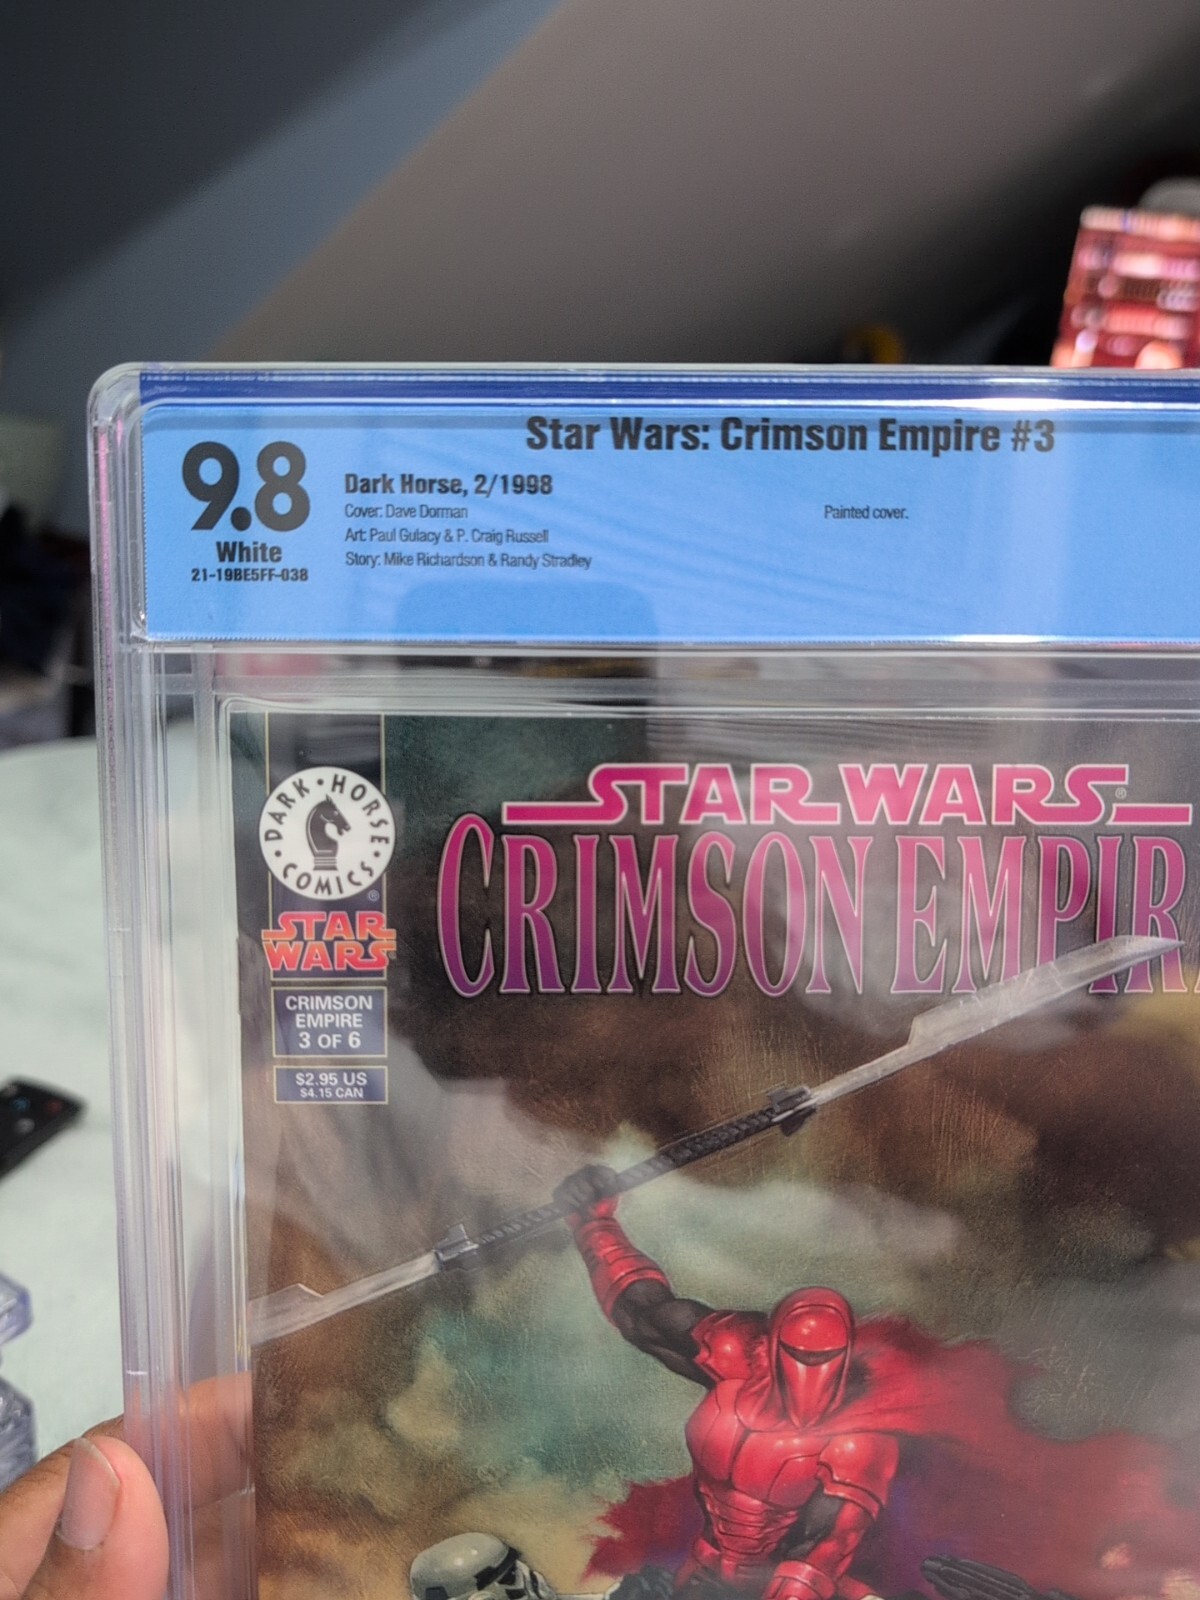 Star Wars: Crimson Empire #3
9.8
White
21-19BE5FF-038
Dark Horse, 2/1998
Cover: Dave Dorman
Art: Paul Gulacy & P. Craig Russell
Story: Mike Richardson & Randy Stradley
Painted cover.
DARK • HORSE • COMICS •
®
STAR
WARS
CRIMSON
EMPIRE
3 OF 6
$2.95 US
$4.15 CAN
STAR WARS®
CRIMSON EMPIR